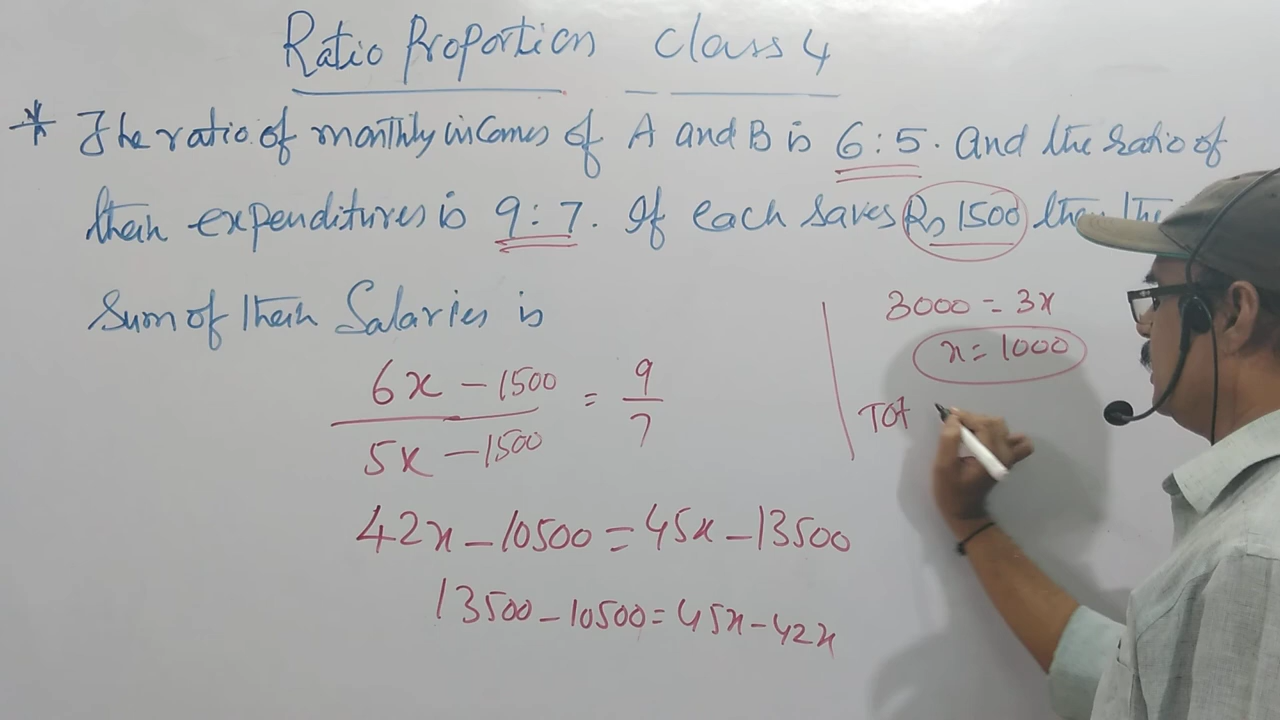 Ratio Proportion Class 4
* The ratio of monthly incomes of A and B is 6:5. And the ratio of
their expenditures is 9:7. If each saves Rs 1500 then the
Sum of their Salaries is
6x - 1500
5x - 1500
= 9
7
42x - 10500 = 45x - 13500
13500 - 10500 = 45x - 42x
3000 = 3x
x = 1000
Tot